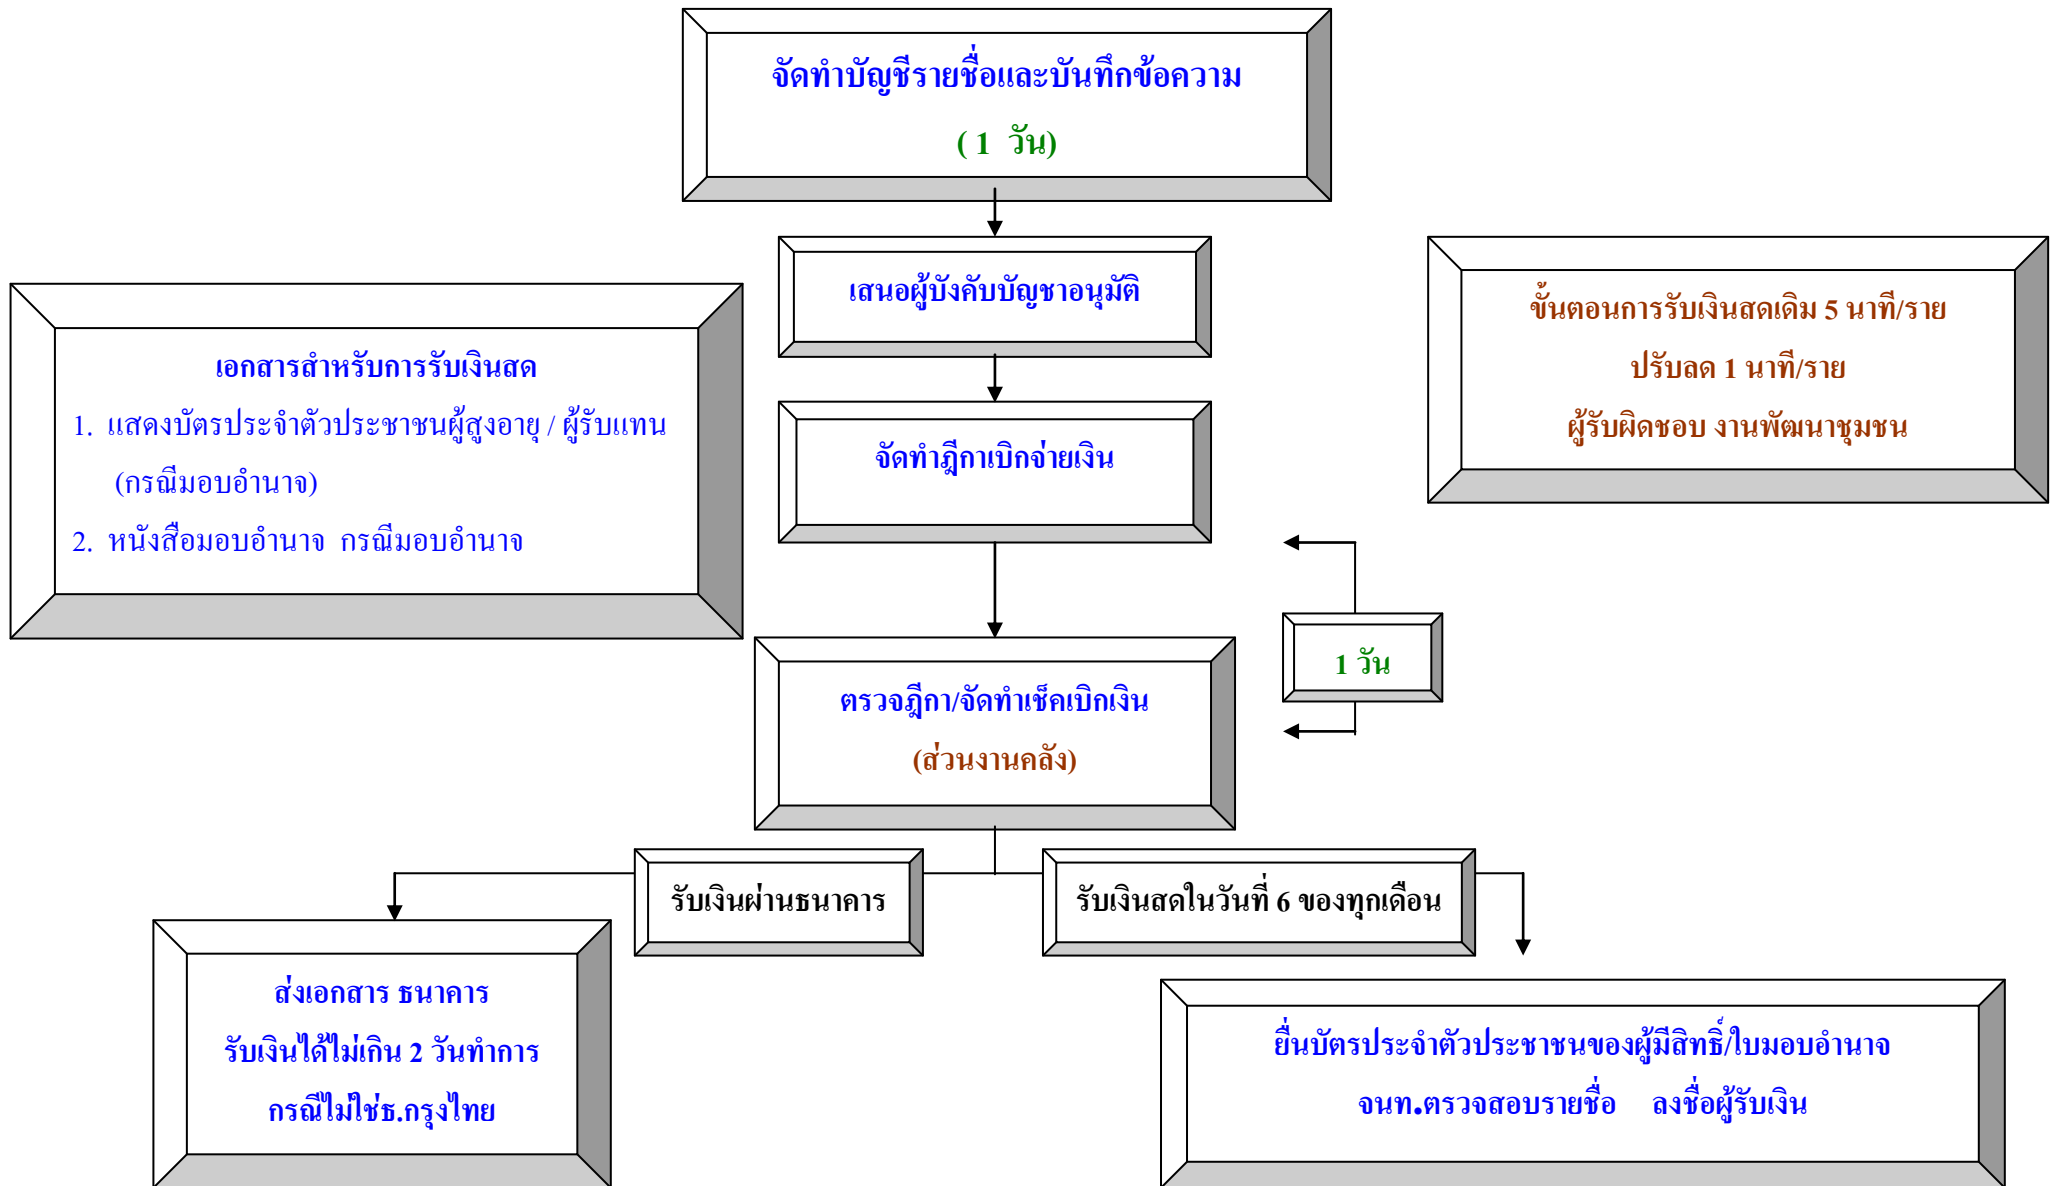 จัดทำบัญชีรายชื่อและบันทึกข้อความ
( 1 วัน)
เสนอผู้บังคับบัญชาอนุมัติ
ขั้นตอนการรับเงินสดเดิม 5 นาที/ราย
ปรับลด 1 นาที/ราย
ผู้รับผิดชอบ งานพัฒนาชุมชน
เอกสารสำหรับการรับเงินสด
1. แสดงบัตรประจำตัวประชาชนผู้สูงอายุ / ผู้รับแทน
(กรณีมอบอำนาจ)
2. หนังสือมอบอำนาจ กรณีมอบอำนาจ
จัดทำฎีกาเบิกจ่ายเงิน
1 วัน
ตรวจฎีกา/จัดทำเช็คเบิกเงิน
(ส่วนงานคลัง)
รับเงินผ่านธนาคาร
รับเงินสดในวันที่ 6 ของทุกเดือน
ส่งเอกสาร ธนาคาร
รับเงินได้ไม่เกิน 2 วันทำการ
กรณีไม่ใช่ธ.กรุงไทย
ยื่นบัตรประจำตัวประชาชนของผู้มีสิทธิ์/ใบมอบอำนาจ
จนท.ตรวจสอบรายชื่อ ลงชื่อผู้รับเงิน